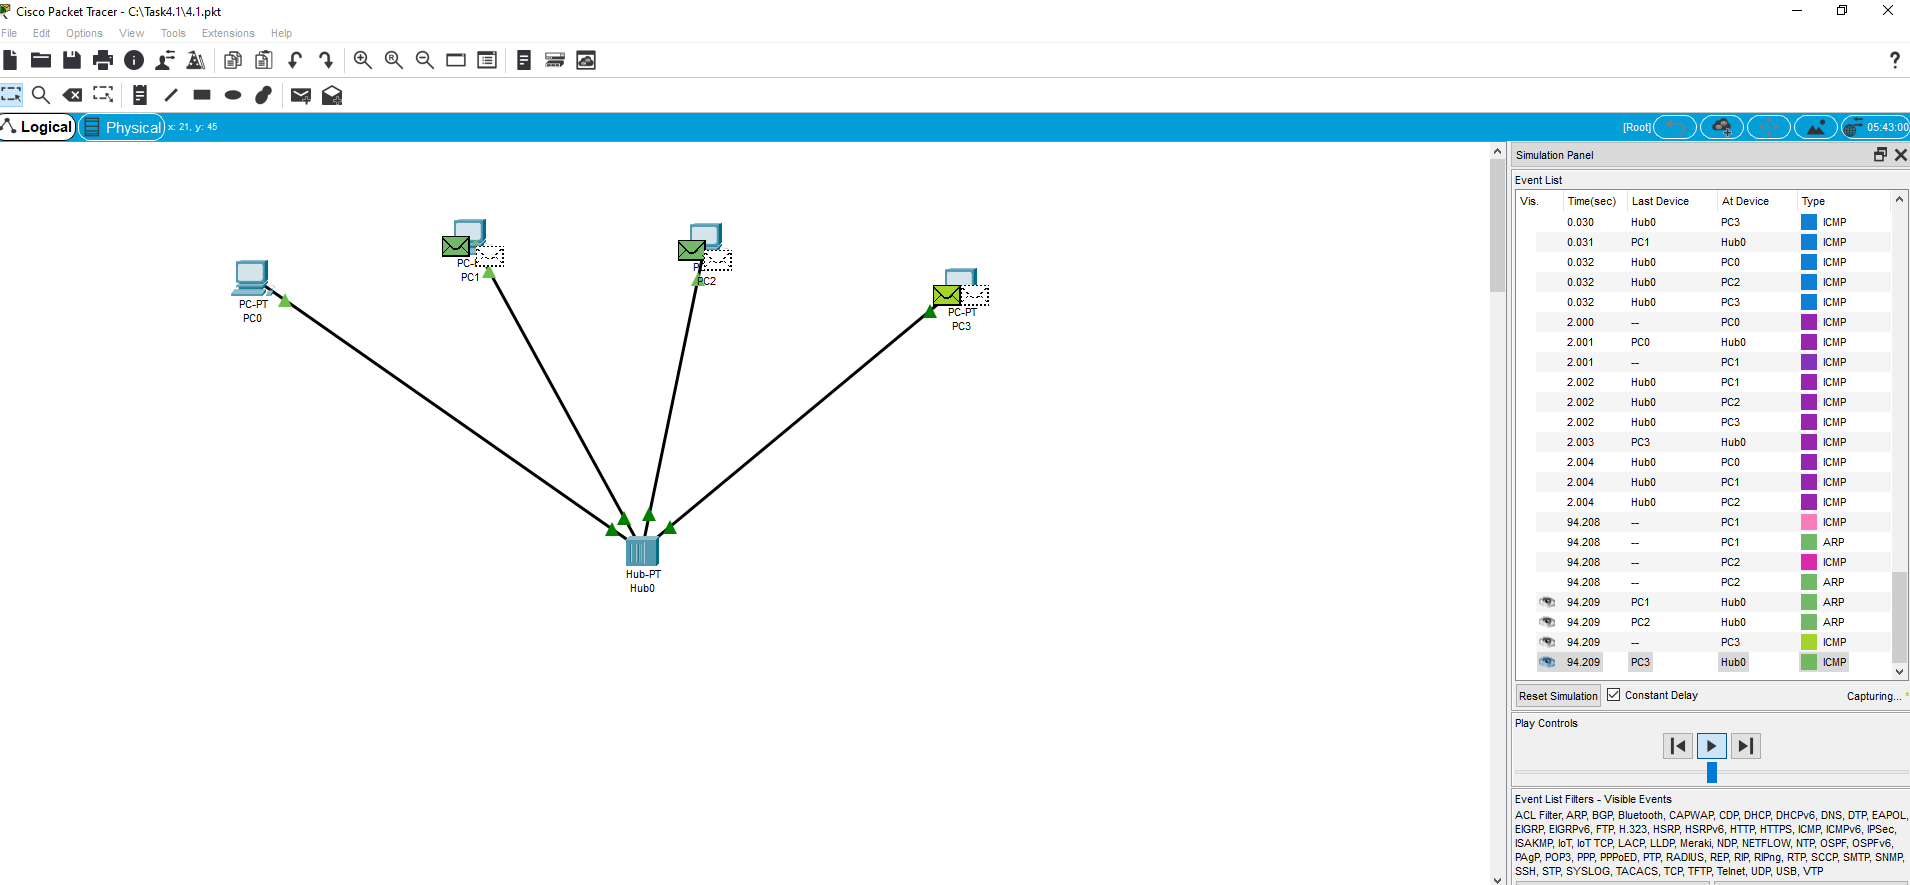 Cisco Packet Tracer - C:\Task4.1\4.1.pkt
File Edit Options View Tools Extensions Help
?
Logical Physical x: 21, y: 45 [Root] 05:43:00
Simulation Panel
Event List
Vis. Time(sec) Last Device At Device Type
0.030 Hub0 PC3 ICMP
0.031 PC1 Hub0 ICMP
0.032 Hub0 PC0 ICMP
0.032 Hub0 PC2 ICMP
0.032 Hub0 PC3 ICMP
2.000 -- PC0 ICMP
2.001 PC0 Hub0 ICMP
2.001 -- PC1 ICMP
2.002 Hub0 PC1 ICMP
2.002 Hub0 PC2 ICMP
2.002 Hub0 PC3 ICMP
2.003 PC3 Hub0 ICMP
2.004 Hub0 PC0 ICMP
2.004 Hub0 PC1 ICMP
2.004 Hub0 PC2 ICMP
94.208 -- PC1 ICMP
94.208 -- PC1 ARP
94.208 -- PC2 ICMP
94.208 -- PC2 ARP
94.209 PC1 Hub0 ARP
94.209 PC2 Hub0 ARP
94.209 -- PC3 ICMP
94.209 PC3 Hub0 ICMP
Reset Simulation Constant Delay Capturing... *
Play Controls
Event List Filters - Visible Events
ACL Filter, ARP, BGP, Bluetooth, CAPWAP, CDP, DHCP, DHCPv6, DNS, DTP, EAPOL,
EIGRP, EIGRPv6, FTP, H.323, HSRP, HSRPv6, HTTP, HTTPS, ICMP, ICMPv6, IPSec,
ISAKMP, IoT, IoT TCP, LACP, LLDP, Meraki, NDP, NETFLOW, NTP, OSPF, OSPFv6,
PAgP, POP3, PPP, PPPoED, PTP, RADIUS, REP, RIP, RIPng, RTP, SCCP, SMTP, SNMP,
SSH, STP, SYSLOG, TACACS, TCP, TFTP, Telnet, UDP, USB, VTP
PC-PT
PC0
PC-
PC1
P
PC2
PC-PT
PC3
Hub-PT
Hub0